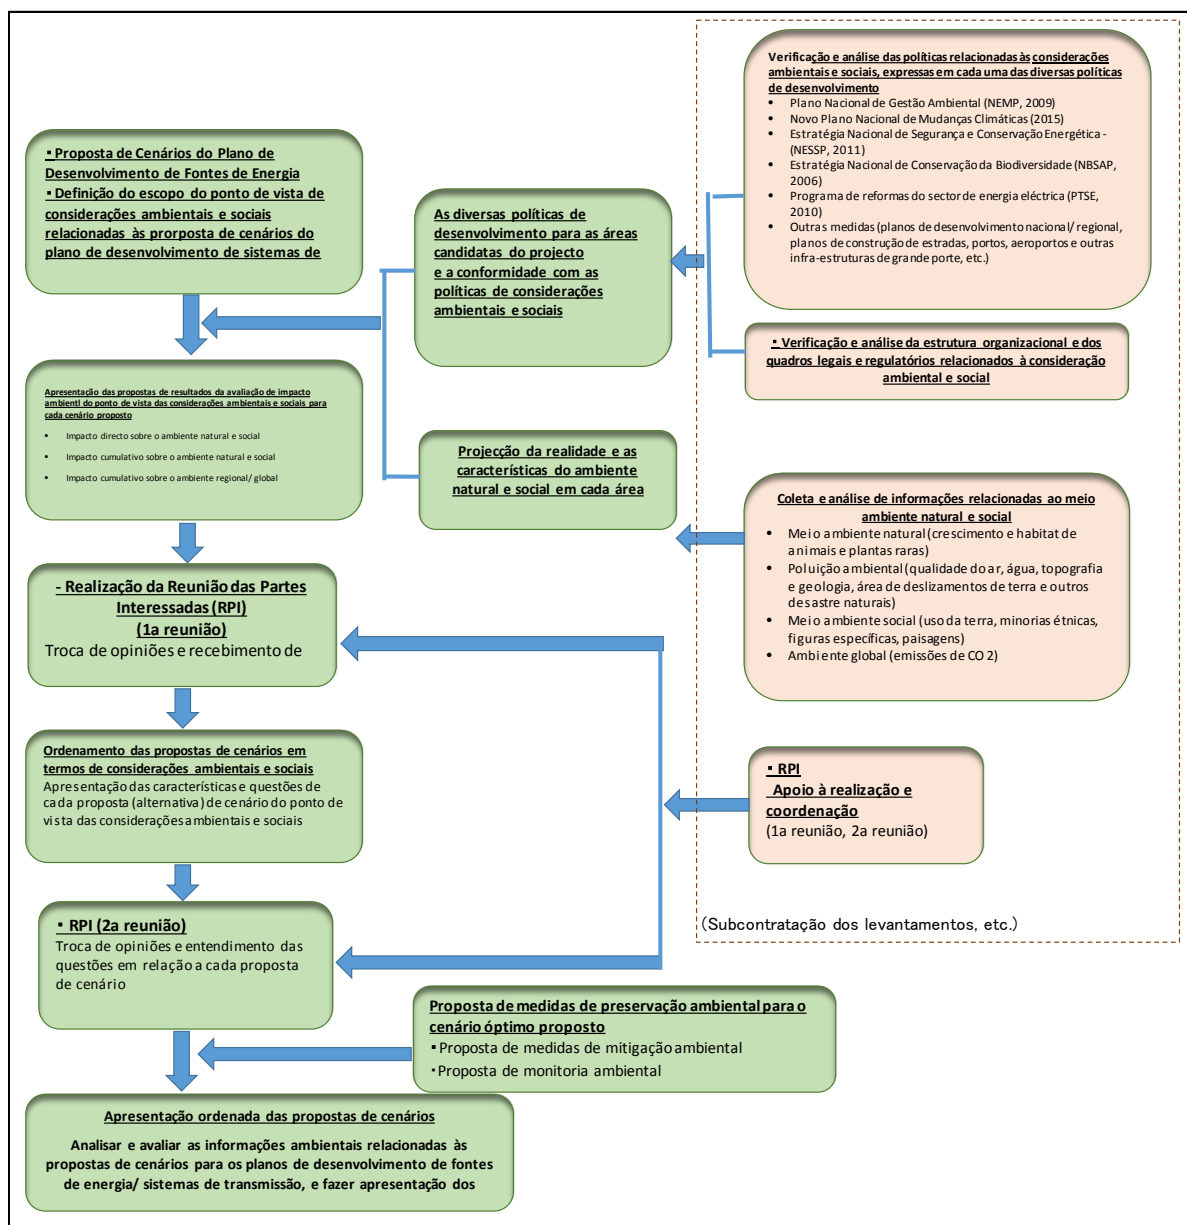 ▪ Proposta de Cenários do Plano de
Desenvolvimento de Fontes de Energia
▪ Definição do escopo do ponto de vista de
considerações ambientais e sociais
relacionadas às prorposta de cenários do
plano de desenvolvimento de sistemas de
Apresentação das propostas de resultados da avaliação de impacto
ambientl do ponto de vista das considerações ambientais e sociais para
cada cenário proposto
• Impacto directo sobre o ambiente natural e social
• Impacto cumulativo sobre o ambiente natural e social
• Impacto cumulativo sobre o ambiente regional/ global
- Realização da Reunião das Partes
Interessadas (RPI)
(1a reunião)
Troca de opiniões e recebimento de
Ordenamento das propostas de cenários em
termos de considerações ambientais e sociais
Apresentação das características e questões de
cada proposta (alternativa) de cenário do ponto de
vista das considerações ambientais e sociais
▪ RPI (2a reunião)
Troca de opiniões e entendimento das
questões em relação a cada proposta
de cenário
As diversas políticas de
desenvolvimento para as áreas
candidatas do projecto
e a conformidade com as
políticas de considerações
ambientais e sociais
Projecção da realidade e as
características do ambiente
natural e social em cada área
Verificação e análise das políticas relacionadas às considerações
ambientais e sociais, expressas em cada uma das diversas políticas
de desenvolvimento
• Plano Nacional de Gestão Ambiental (NEMP, 2009)
• Novo Plano Nacional de Mudanças Climáticas (2015)
• Estratégia Nacional de Segurança e Conservação Energética -
(NESSP, 2011)
• Estratégia Nacional de Conservação da Biodiversidade (NBSAP,
2006)
• Programa de reformas do sector de energia eléctrica (PTSE,
2010)
• Outras medidas (planos de desenvolvimento nacional/ regional,
planos de construção de estradas, portos, aeroportos e outras
infra-estruturas de grande porte, etc.)
▪ Verificação e análise da estrutura organizacional e dos
quadros legais e regulatórios relacionados à consideração
ambiental e social
Coleta e análise de informações relacionadas ao meio
ambiente natural e social
• Meio ambiente natural (crescimento e habitat de
animais e plantas raras)
• Poluição ambiental (qualidade do ar, água, topografia
e geologia, área de deslizamentos de terra e outros
desastre naturais)
• Meio ambiente social (uso da terra, minorias étnicas,
figuras específicas, paisagens)
• Ambiente global (emissões de CO 2)
▪ RPI
Apoio à realização e
coordenação
(1a reunião, 2a reunião)
(Subcontratação dos levantamentos, etc.)
Proposta de medidas de preservação ambiental para o
cenário óptimo proposto
▪ Proposta de medidas de mitigação ambiental
・Proposta de monitoria ambiental
Apresentação ordenada das propostas de cenários
Analisar e avaliar as informações ambientais relacionadas às
propostas de cenários para os planos de desenvolvimento de fontes
de energia/ sistemas de transmissão, e fazer apresentação dos